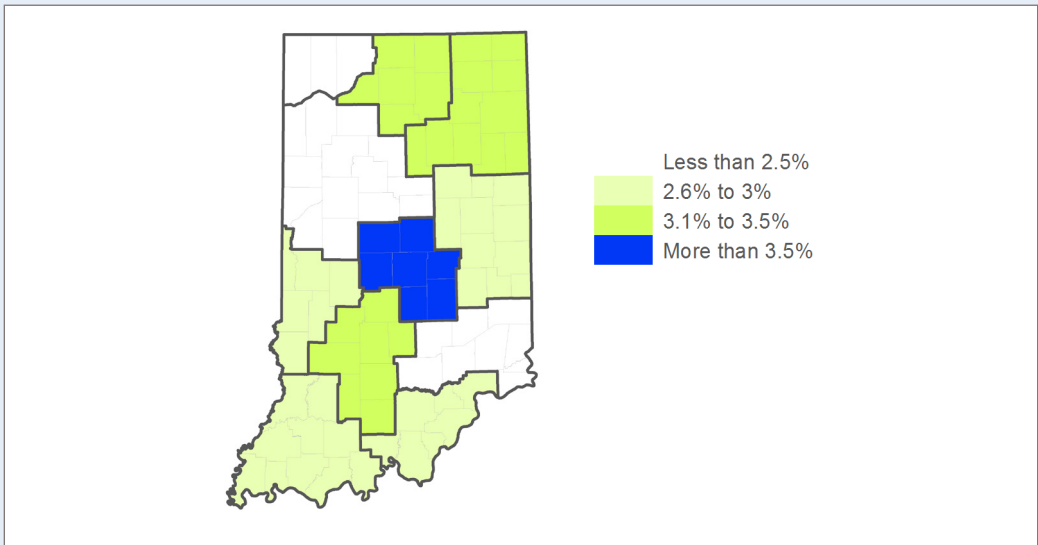 Less than 2.5%
2.6% to 3%
3.1% to 3.5%
More than 3.5%